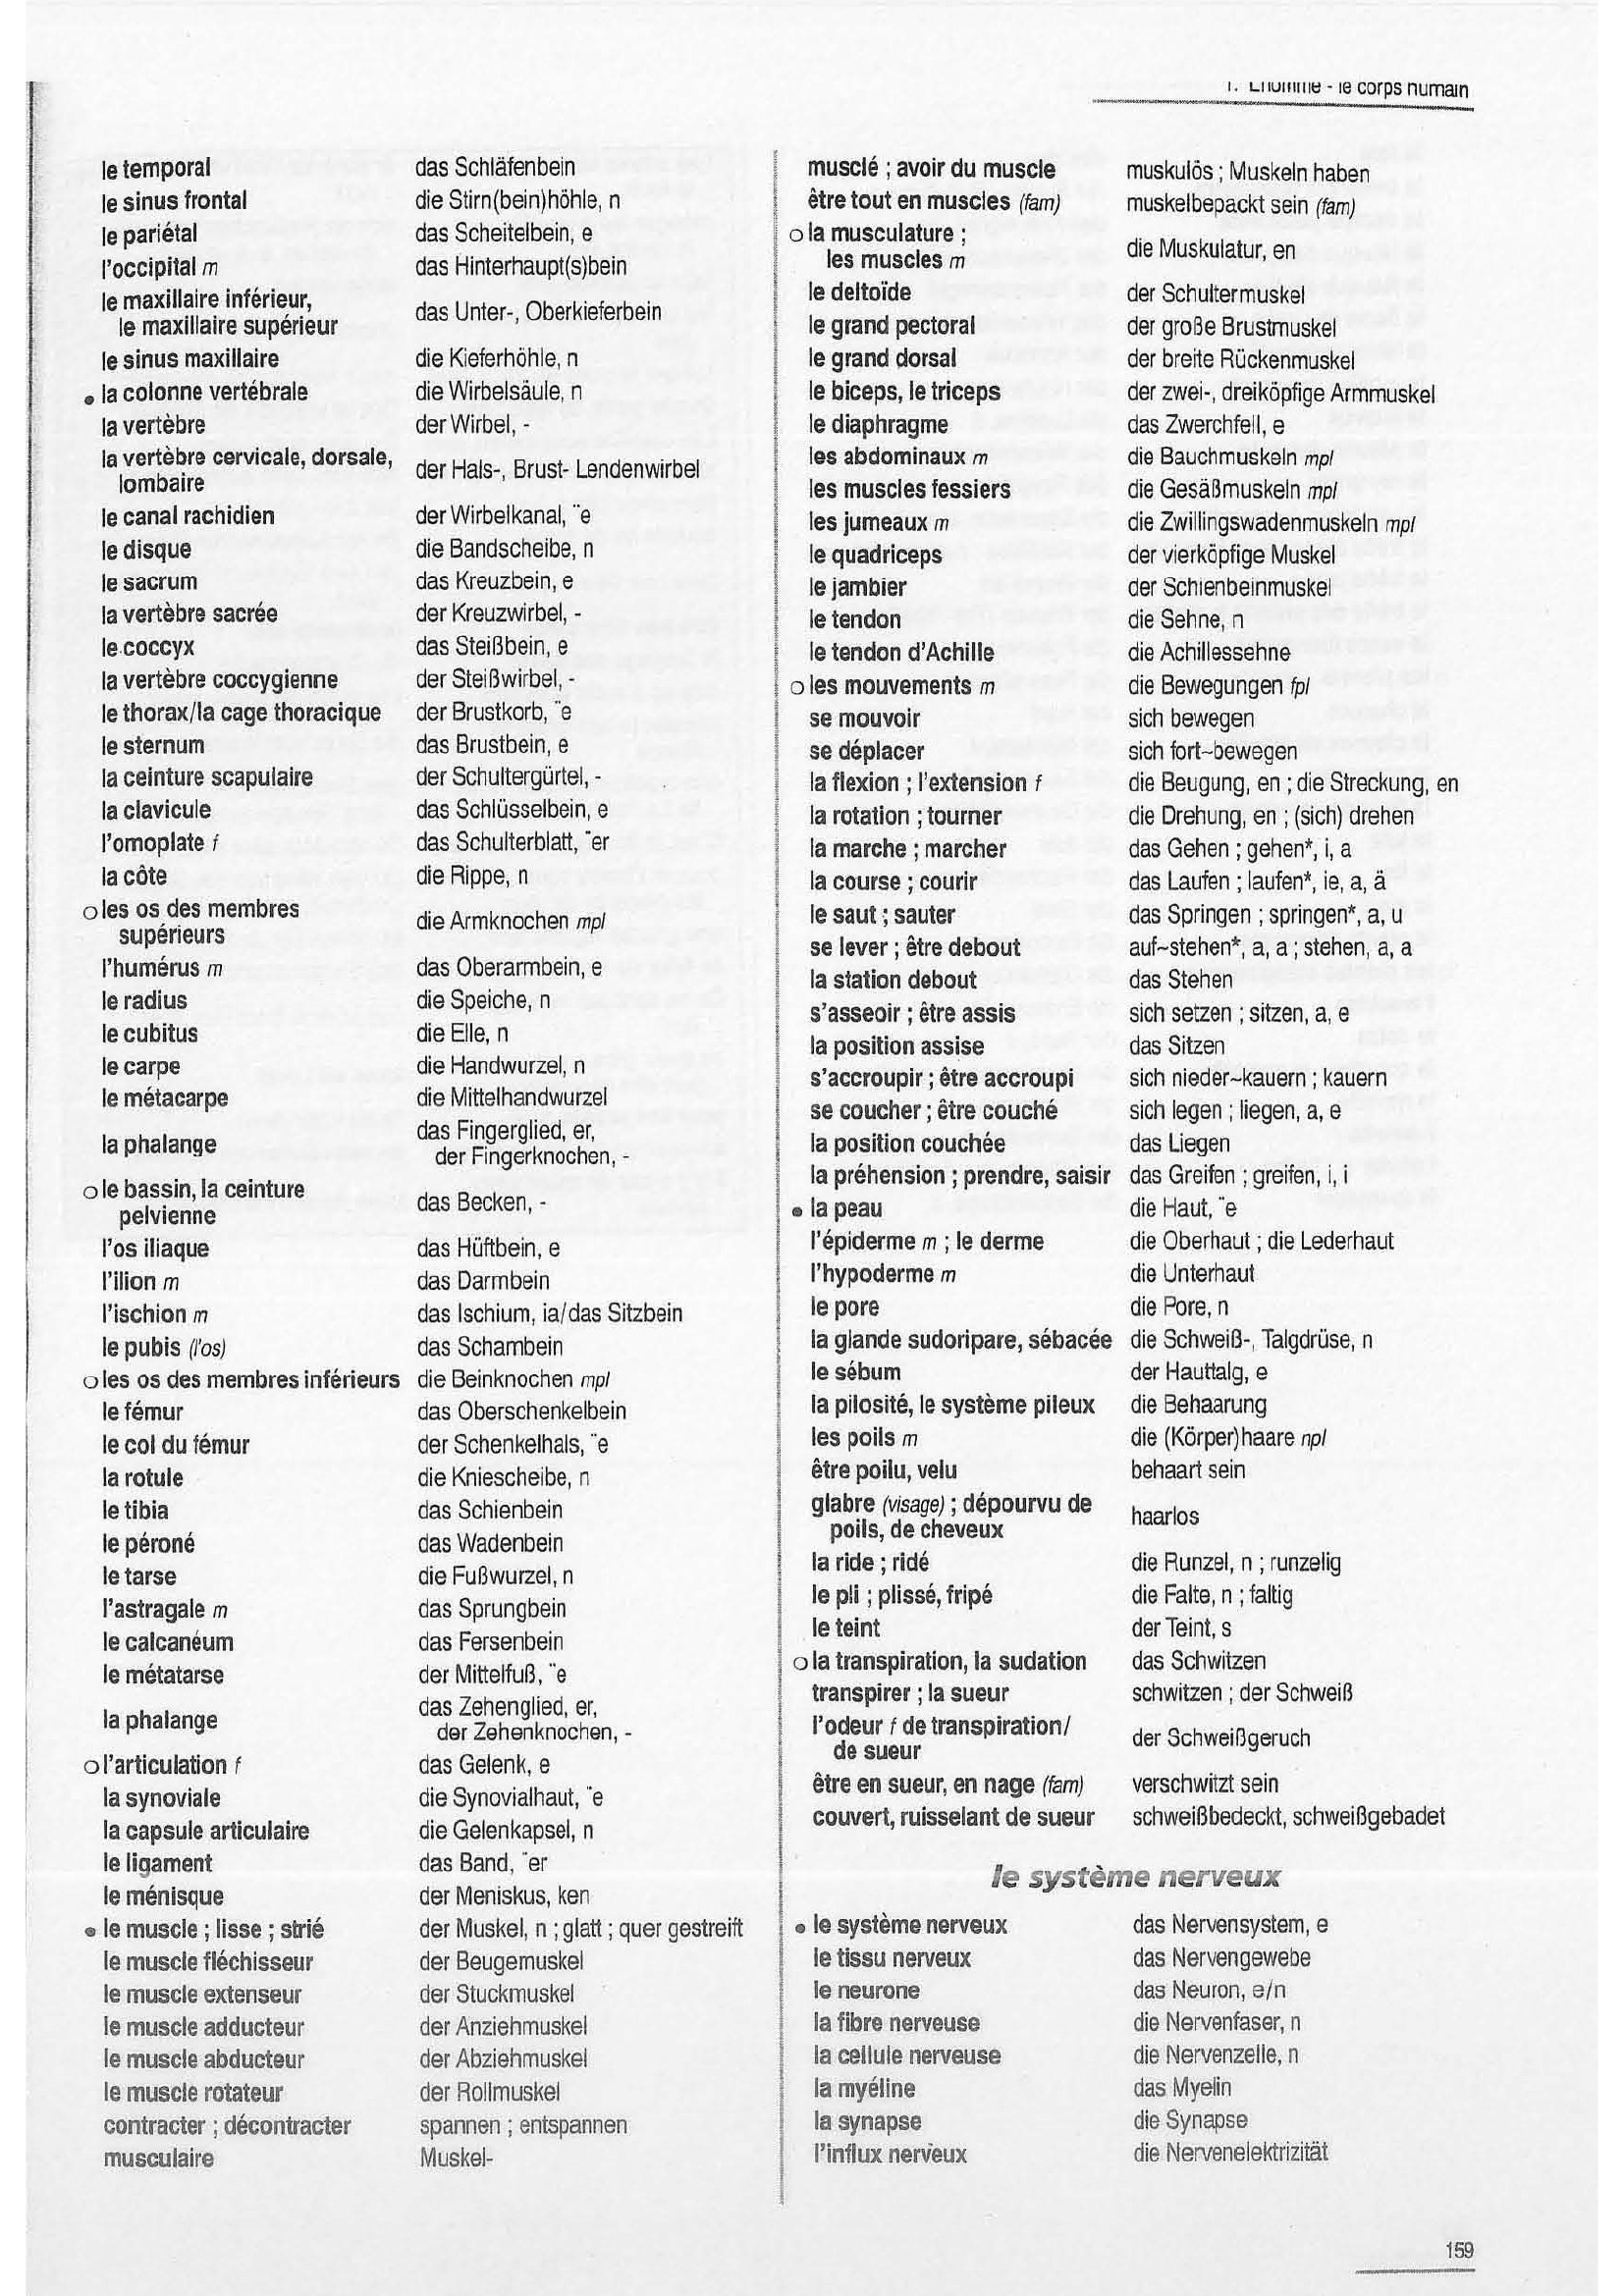 1. L'homme - le corps humain
le temporal das Schläfenbein
le sinus frontal die Stirn(bein)höhle, n
le pariétal das Scheitelbein, e
l'occipital m das Hinterhaupt(s)bein
le maxillaire inférieur,
le maxillaire supérieur das Unter-, Oberkieferbein
le sinus maxillaire die Kieferhöhle, n
• la colonne vertébrale die Wirbelsäule, n
la vertèbre der Wirbel, -
la vertèbre cervicale, dorsale,
lombaire der Hals-, Brust- Lendenwirbel
le canal rachidien der Wirbelkanal, ¨e
le disque die Bandscheibe, n
le sacrum das Kreuzbein, e
la vertèbre sacrée der Kreuzwirbel, -
le coccyx das Steißbein, e
la vertèbre coccygienne der Steißwirbel, -
le thorax/la cage thoracique der Brustkorb, ¨e
le sternum das Brustbein, e
la ceinture scapulaire der Schultergürtel, -
la clavicule das Schlüsselbein, e
l'omoplate f das Schulterblatt, ¨er
la côte die Rippe, n
o les os des membres
supérieurs die Armknochen mpl
l'humérus m das Oberarmbein, e
le radius die Speiche, n
le cubitus die Elle, n
le carpe die Handwurzel, n
le métacarpe die Mittelhandwurzel
la phalange das Fingerglied, er,
der Fingerknochen, -
o le bassin, la ceinture
pelvienne das Becken, -
l'os iliaque das Hüftbein, e
l'ilion m das Darmbein
l'ischion m das Ischium, ia/das Sitzbein
le pubis (l'os) das Schambein
o les os des membres inférieurs die Beinknochen mpl
le fémur das Oberschenkelbein
le col du fémur der Schenkelhals, ¨e
la rotule die Kniescheibe, n
le tibia das Schienbein
le péroné das Wadenbein
le tarse die Fußwurzel, n
l'astragale m das Sprungbein
le calcanéum das Fersenbein
le métatarse der Mittelfuß, ¨e
la phalange das Zehenglied, er,
der Zehenknochen, -
o l'articulation f das Gelenk, e
la synoviale die Synovialhaut, ¨e
la capsule articulaire die Gelenkapsel, n
le ligament das Band, ¨er
le ménisque der Meniskus, ken
• le muscle ; lisse ; strié der Muskel, n ; glatt ; quer gestreift
le muscle fléchisseur der Beugemuskel
le muscle extenseur der Stuckmuskel
le muscle adducteur der Anziehmuskel
le muscle abducteur der Abziehmuskel
le muscle rotateur der Rollmuskel
contracter ; décontracter spannen ; entspannen
musculaire Muskel-
musclé ; avoir du muscle muskulös ; Muskeln haben
être tout en muscles (fam) muskelbepackt sein (fam)
o la musculature ;
les muscles m die Muskulatur, en
le deltoïde der Schultermuskel
le grand pectoral der große Brustmuskel
le grand dorsal der breite Rückenmuskel
le biceps, le triceps der zwei-, dreiköpfige Armmuskel
le diaphragme das Zwerchfell, e
les abdominaux m die Bauchmuskeln mpl
les muscles fessiers die Gesäßmuskeln mpl
les jumeaux m die Zwillingswadenmuskeln mpl
le quadriceps der vierköpfige Muskel
le jambier der Schienbeinmuskel
le tendon die Sehne, n
le tendon d'Achille die Achillessehne
o les mouvements m die Bewegungen fpl
se mouvoir sich bewegen
se déplacer sich fort~bewegen
la flexion ; l'extension f die Beugung, en ; die Streckung, en
la rotation ; tourner die Drehung, en ; (sich) drehen
la marche ; marcher das Gehen ; gehen*, i, a
la course ; courir das Laufen ; laufen*, ie, a, ä
le saut ; sauter das Springen ; springen*, a, u
se lever ; être debout auf~stehen*, a, a ; stehen, a, a
la station debout das Stehen
s'asseoir ; être assis sich setzen ; sitzen, a, e
la position assise das Sitzen
s'accroupir ; être accroupi sich nieder~kauern ; kauern
se coucher ; être couché sich legen ; liegen, a, e
la position couchée das Liegen
la préhension ; prendre, saisir das Greifen ; greifen, i, i
• la peau die Haut, ¨e
l'épiderme m ; le derme die Oberhaut ; die Lederhaut
l'hypoderme m die Unterhaut
le pore die Pore, n
la glande sudoripare, sébacée die Schweiß-, Talgdrüse, n
le sébum der Hauttalg, e
la pilosité, le système pileux die Behaarung
les poils m die (Körper)haare npl
être poilu, velu behaart sein
glabre (visage) ; dépourvu de
poils, de cheveux haarlos
la ride ; ridé die Runzel, n ; runzelig
le pli ; plissé, fripé die Falte, n ; faltig
le teint der Teint, s
o la transpiration, la sudation das Schwitzen
transpirer ; la sueur schwitzen ; der Schweiß
l'odeur f de transpiration/
de sueur der Schweißgeruch
être en sueur, en nage (fam) verschwitzt sein
couvert, ruisselant de sueur schweißbedeckt, schweißgebadet
le système nerveux
• le système nerveux das Nervensystem, e
le tissu nerveux das Nervengewebe
le neurone das Neuron, e/n
la fibre nerveuse die Nervenfaser, n
la cellule nerveuse die Nervenzelle, n
la myéline das Myelin
la synapse die Synapse
l'influx nerveux die Nervenelektrizität
159